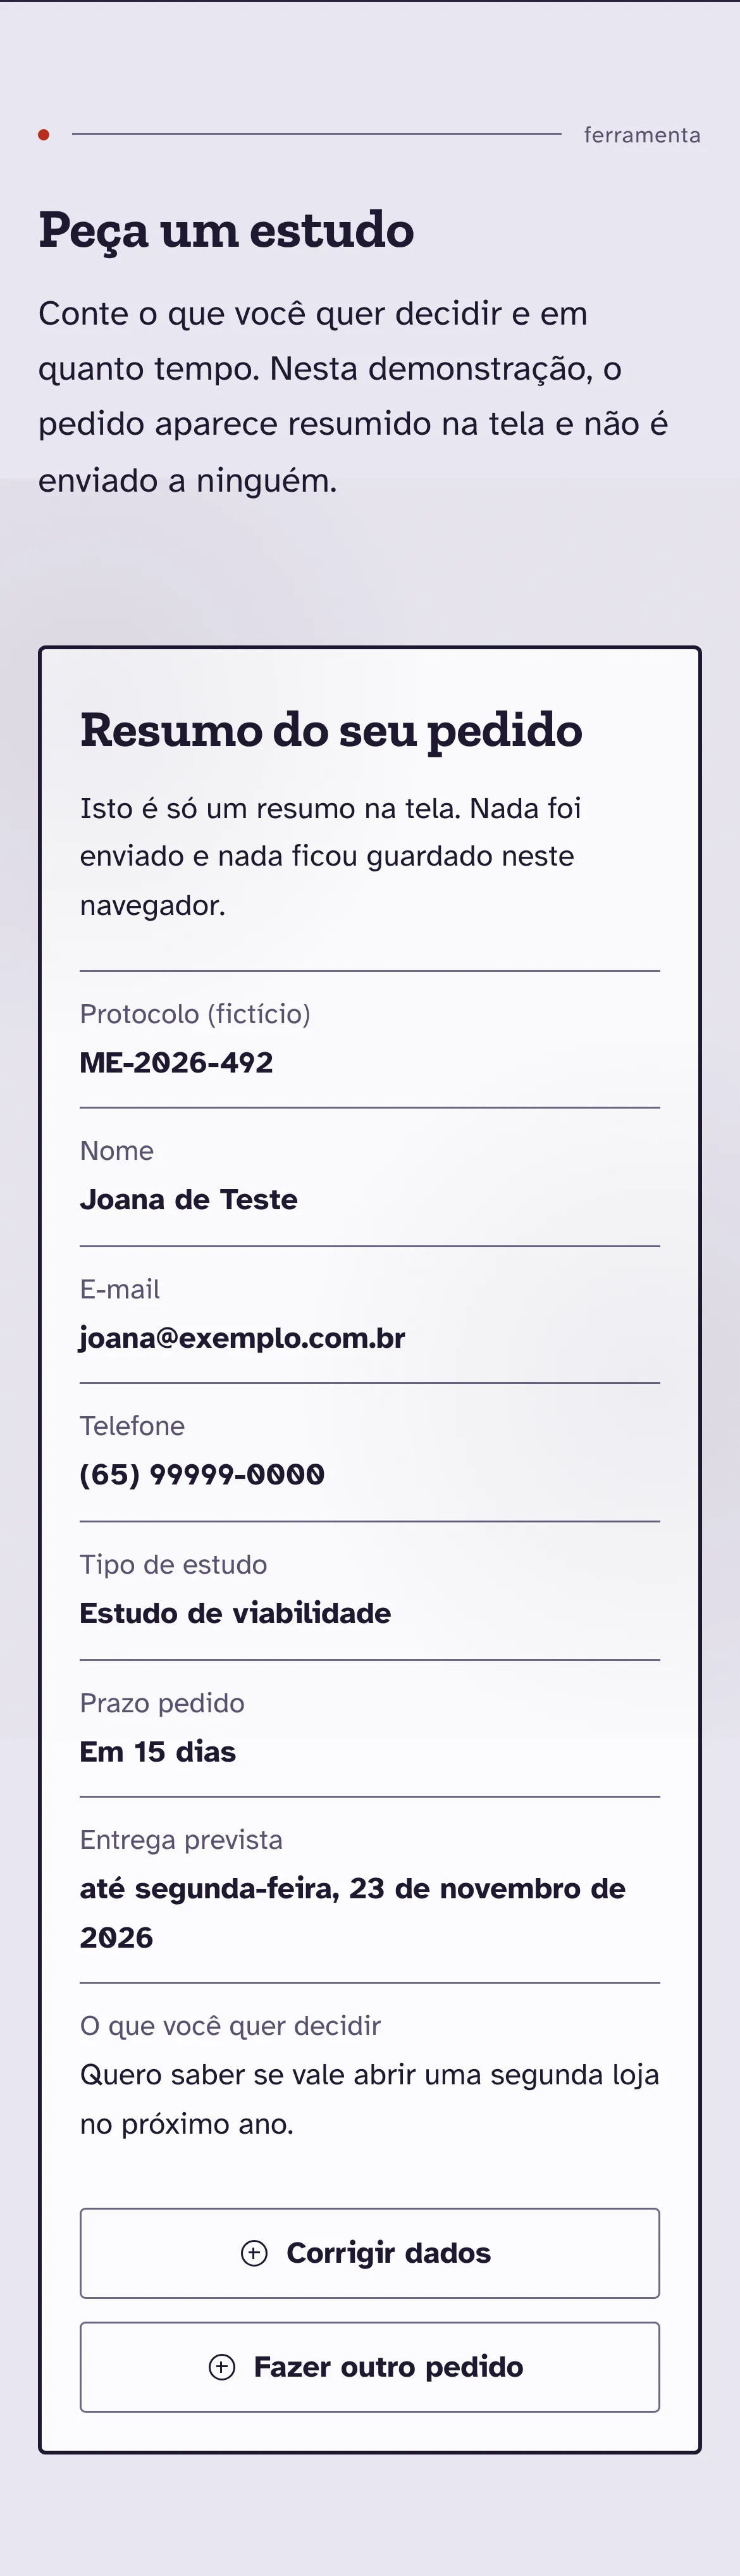 ferramenta
Peça um estudo
Conte o que você quer decidir e em
quanto tempo. Nesta demonstração, o
pedido aparece resumido na tela e não é
enviado a ninguém.
Resumo do seu pedido
Isto é só um resumo na tela. Nada foi
enviado e nada ficou guardado neste
navegador.
Protocolo (fictício)
ME-2026-492
Nome
Joana de Teste
E-mail
joana@exemplo.com.br
Telefone
(65) 99999-0000
Tipo de estudo
Estudo de viabilidade
Prazo pedido
Em 15 dias
Entrega prevista
até segunda-feira, 23 de novembro de
2026
O que você quer decidir
Quero saber se vale abrir uma segunda loja
no próximo ano.
Corrigir dados
Fazer outro pedido